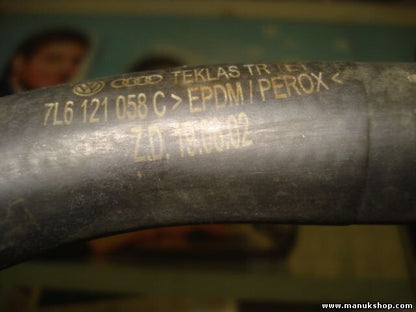 TEKLAS TR
7L6 121 058 C >EPDM / PEROX<
Z.D.
www.manukshop.com